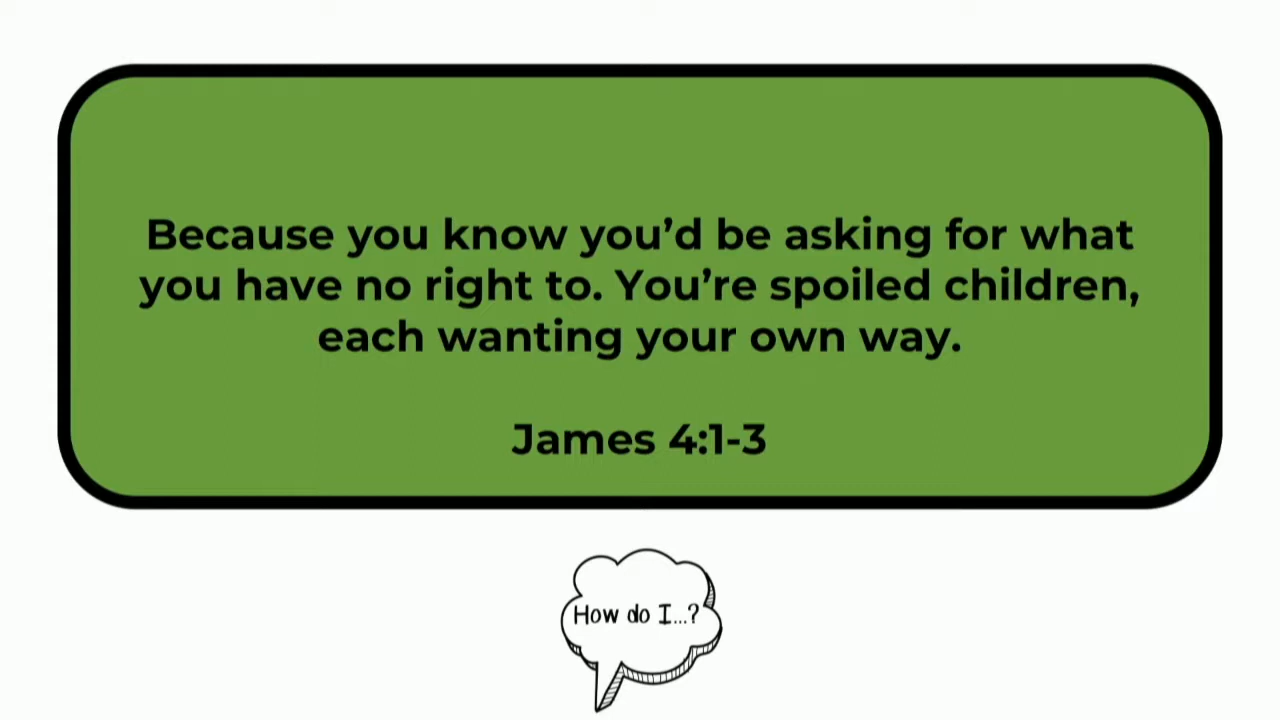 Because you know you’d be asking for what
you have no right to. You’re spoiled children,
each wanting your own way.
James 4:1-3
How do I...?